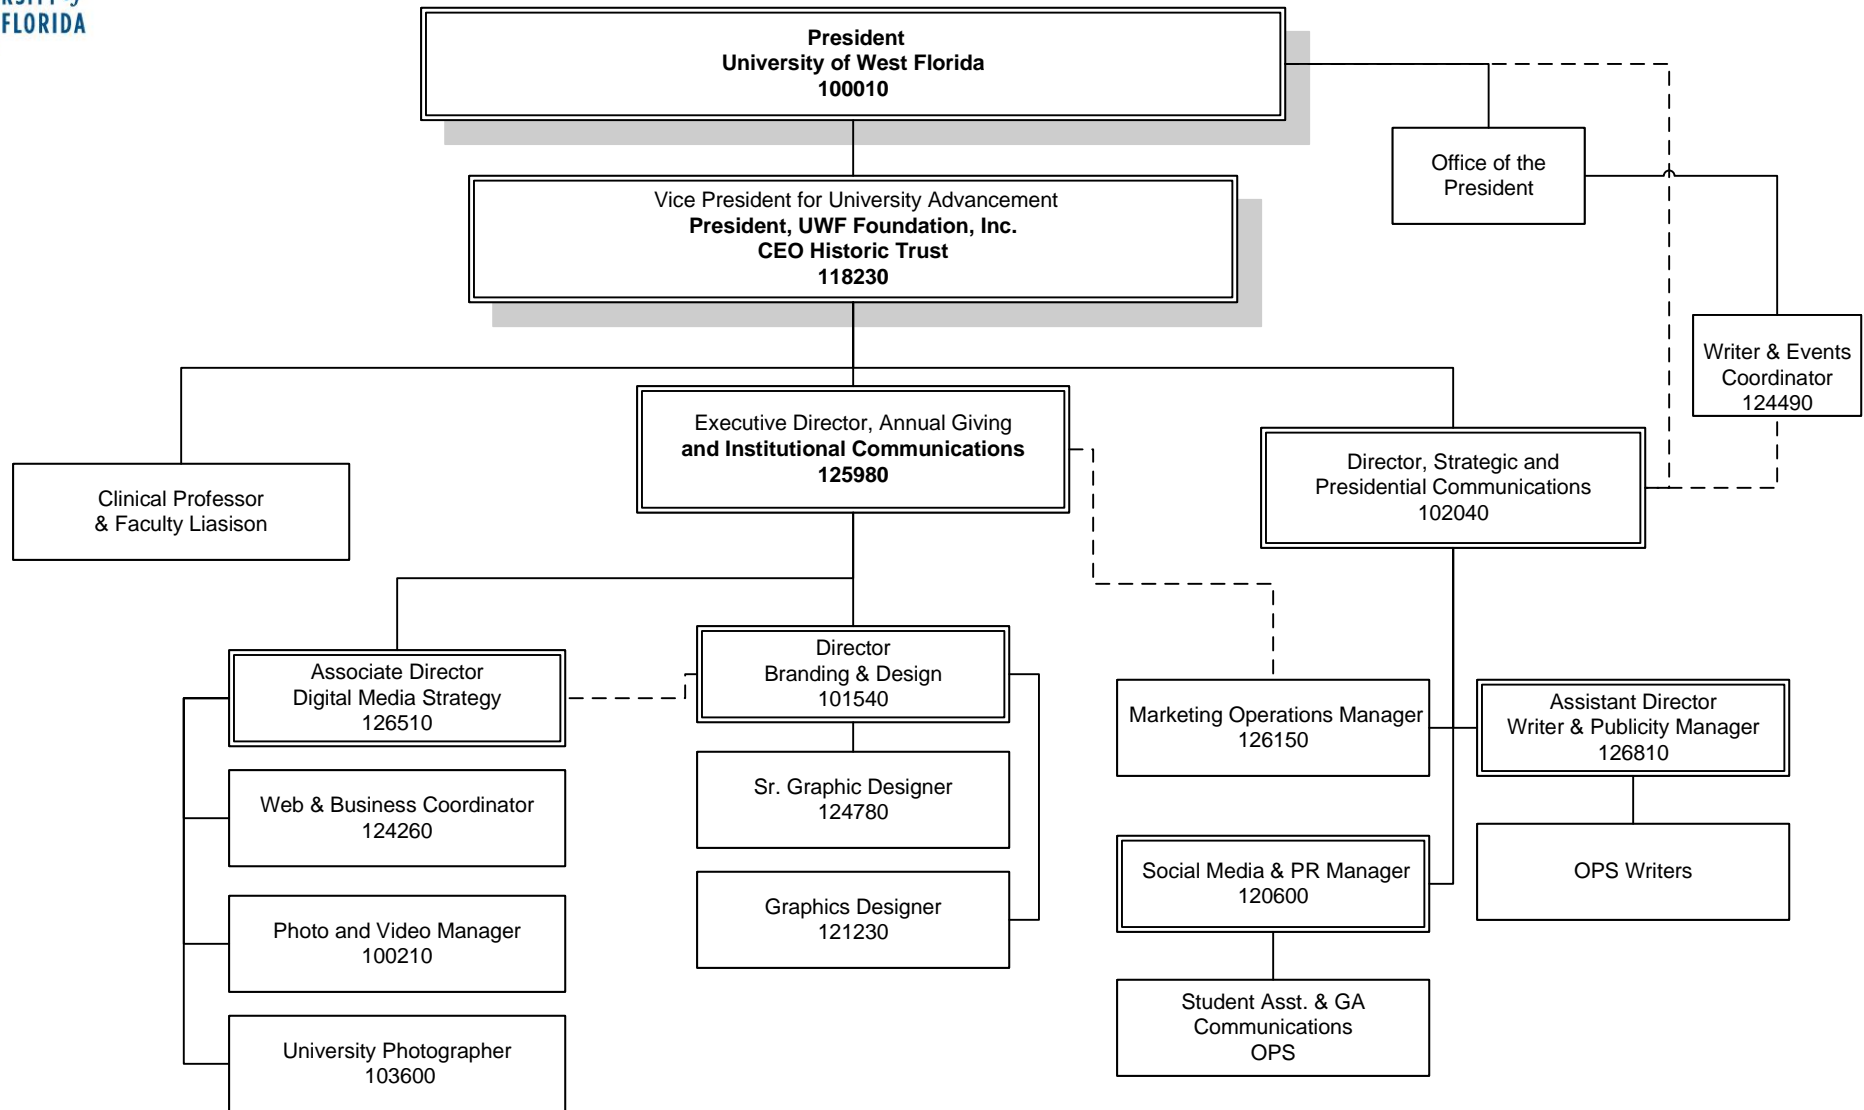 FLORIDA
President
University of West Florida
100010
Office of the
President
Vice President for University Advancement
President, UWF Foundation, Inc.
CEO Historic Trust
118230
Writer & Events
Coordinator
124490
Executive Director, Annual Giving
and Institutional Communications
125980
Director, Strategic and
Presidential Communications
102040
Clinical Professor
& Faculty Liasison
Associate Director
Digital Media Strategy
126510
Director
Branding & Design
101540
Marketing Operations Manager
126150
Assistant Director
Writer & Publicity Manager
126810
Web & Business Coordinator
124260
Sr. Graphic Designer
124780
Social Media & PR Manager
120600
OPS Writers
Photo and Video Manager
100210
Graphics Designer
121230
Student Asst. & GA
Communications
OPS
University Photographer
103600